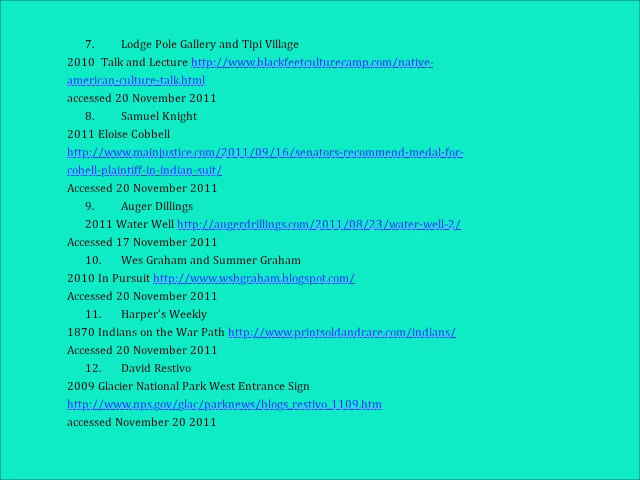 7. Lodge Pole Gallery and Tipi Village
2010  Talk and Lecture http://www.blackfeetculturecamp.com/native-
american-culture-talk.html
accessed 20 November 2011
8. Samuel Knight
2011 Eloise Cobbell
http://www.mainjustice.com/2011/09/16/senators-recommend-medal-for-
cobell-plaintiff-in-indian-suit/
Accessed 20 November 2011
9. Auger Dillings
2011 Water Well http://augerdrillings.com/2011/08/23/water-well-2/
Accessed 17 November 2011
10. Wes Graham and Summer Graham
2010 In Pursuit http://www.wsbgraham.blogspot.com/
Accessed 20 November 2011
11. Harper's Weekly
1870 Indians on the War Path http://www.printsoldandrare.com/indians/
Accessed 20 November 2011
12. David Restivo
2009 Glacier National Park West Entrance Sign
http://www.nps.gov/glac/parknews/blogs_restivo_1109.htm
accessed November 20 2011